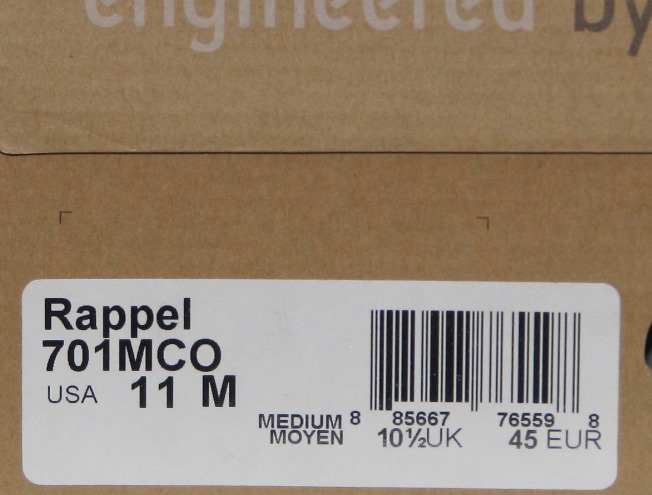 engineered by
Rappel
701MCO
USA 11 M
MEDIUM 8 85667 76559 8
MOYEN 10½UK 45 EUR